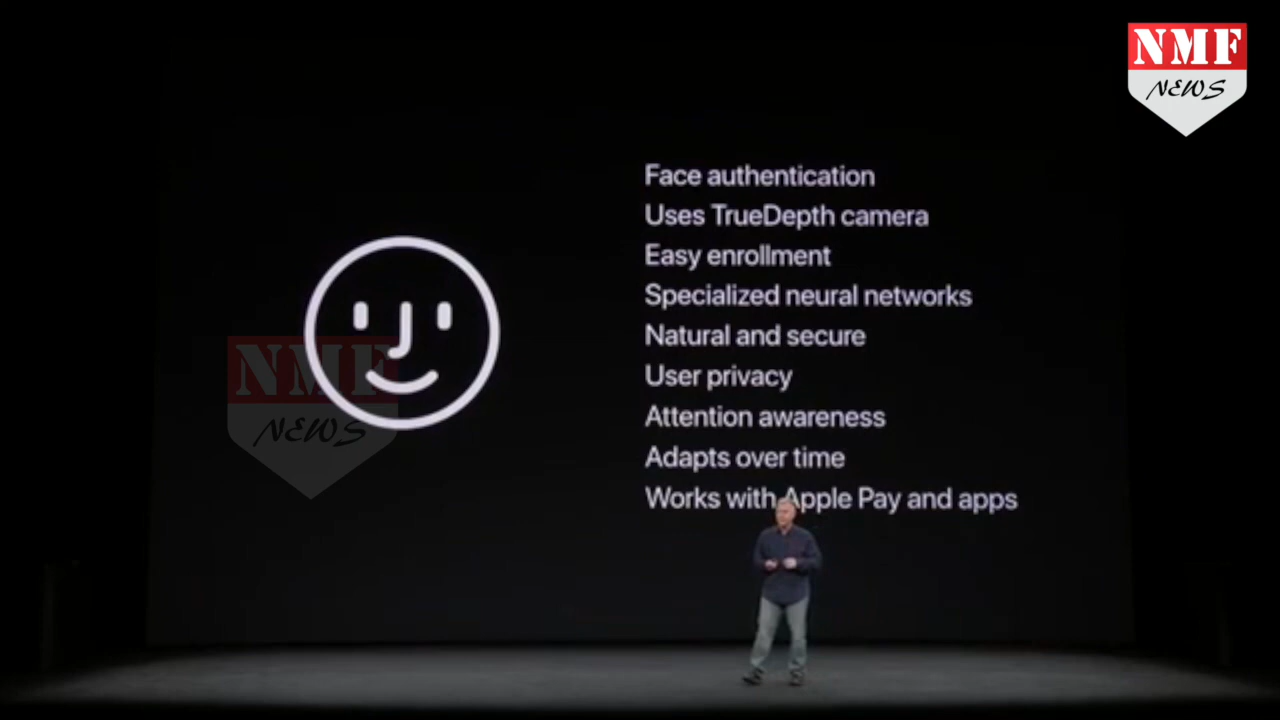 NMF
NEWS
Face authentication
Uses TrueDepth camera
Easy enrollment
Specialized neural networks
Natural and secure
User privacy
Attention awareness
Adapts over time
Works with Apple Pay and apps
NMF
NEWS